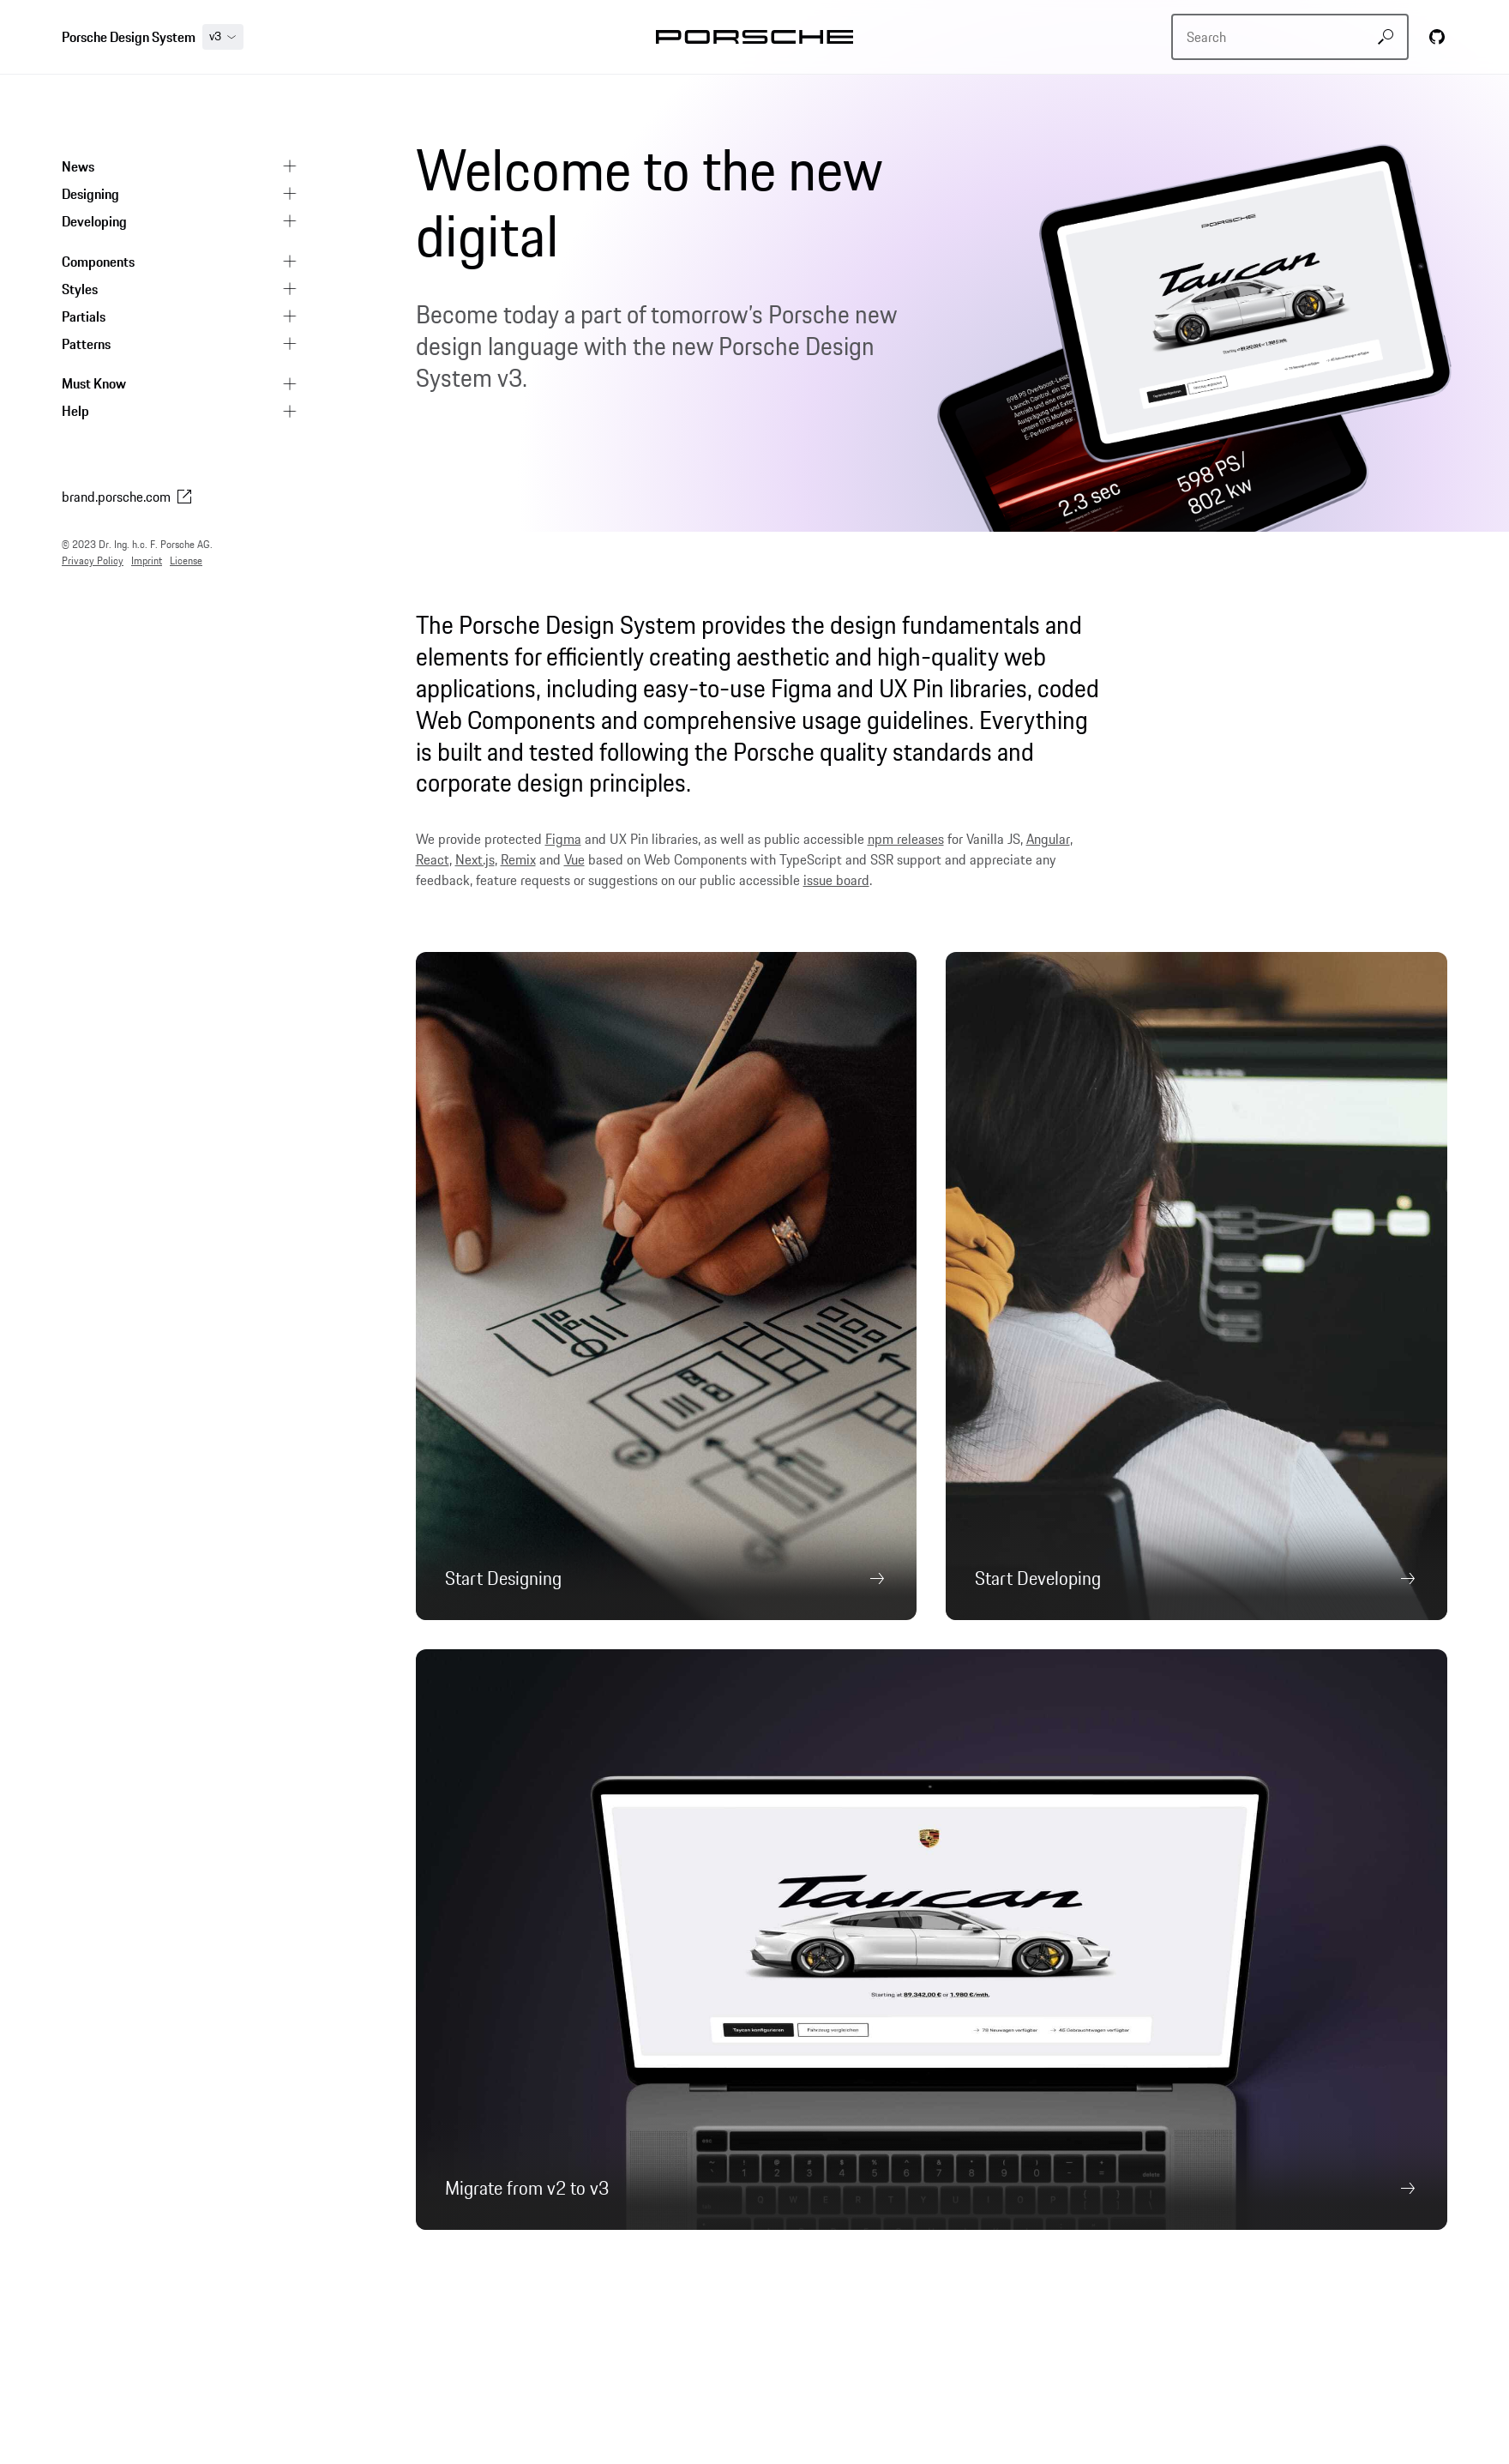 Porsche Design System v3
PORSCHE
Search
News
Designing
Developing
Components
Styles
Partials
Patterns
Must Know
Help
brand.porsche.com
© 2023 Dr. Ing. h.c. F. Porsche AG.
Privacy Policy Imprint License
Welcome to the new
digital
Become today a part of tomorrow’s Porsche new
design language with the new Porsche Design
System v3.
PORSCHE
Taycan
2.3 sec
598 PS/
802 kw
The Porsche Design System provides the design fundamentals and
elements for efficiently creating aesthetic and high-quality web
applications, including easy-to-use Figma and UX Pin libraries, coded
Web Components and comprehensive usage guidelines. Everything
is built and tested following the Porsche quality standards and
corporate design principles.
We provide protected Figma and UX Pin libraries, as well as public accessible npm releases for Vanilla JS, Angular,
React, Next.js, Remix and Vue based on Web Components with TypeScript and SSR support and appreciate any
feedback, feature requests or suggestions on our public accessible issue board.
Start Designing
Start Developing
Taycan
Starting at 89.342,00 € or 1.980 €/mth.
Taycan konfigurieren Fahrzeug vergleichen 78 Neuwagen verfügbar 46 Gebrauchtwagen verfügbar
Migrate from v2 to v3